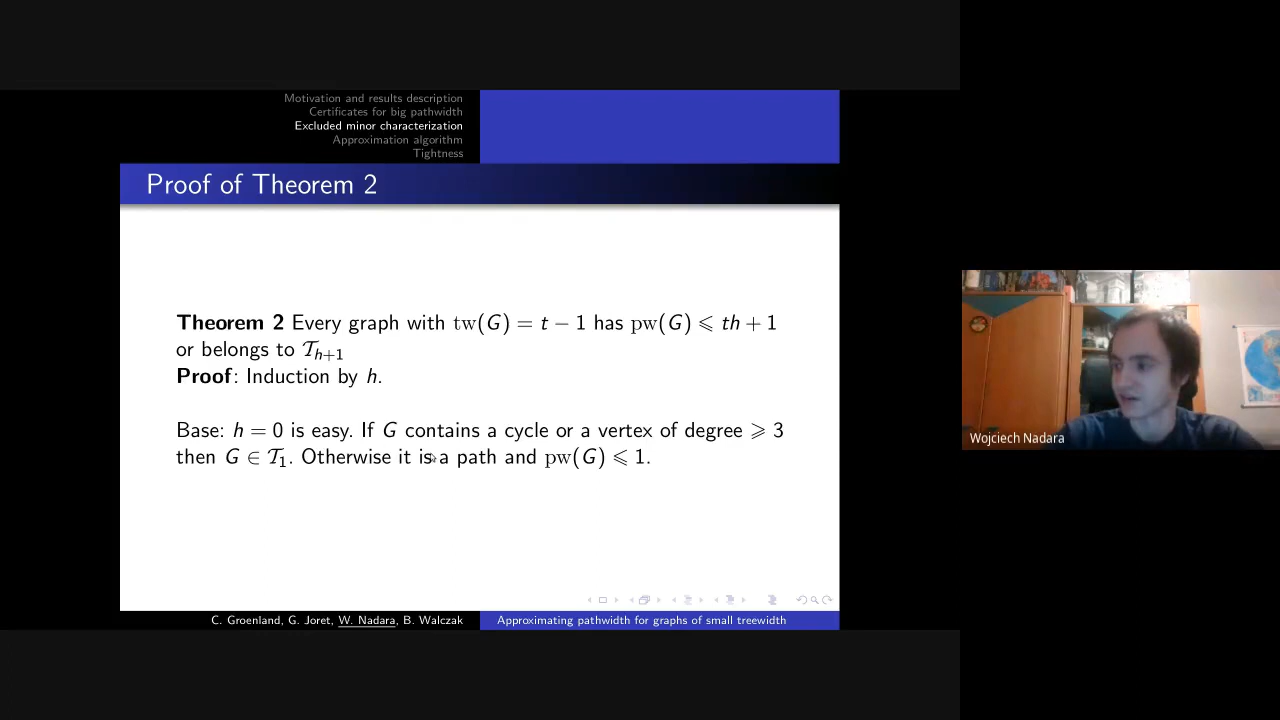 Motivation and results description
Certificates for big pathwidth
Excluded minor characterization
Approximation algorithm
Tightness
Proof of Theorem 2
Theorem 2 Every graph with tw(G) = t − 1 has pw(G) ⩽ th + 1
or belongs to 𝒯ₕ₊₁
Proof: Induction by h.
Base: h = 0 is easy. If G contains a cycle or a vertex of degree ⩾ 3
then G ∈ 𝒯₁. Otherwise it is a path and pw(G) ⩽ 1.
C. Groenland, G. Joret, W. Nadara, B. Walczak
Approximating pathwidth for graphs of small treewidth
Wojciech Nadara